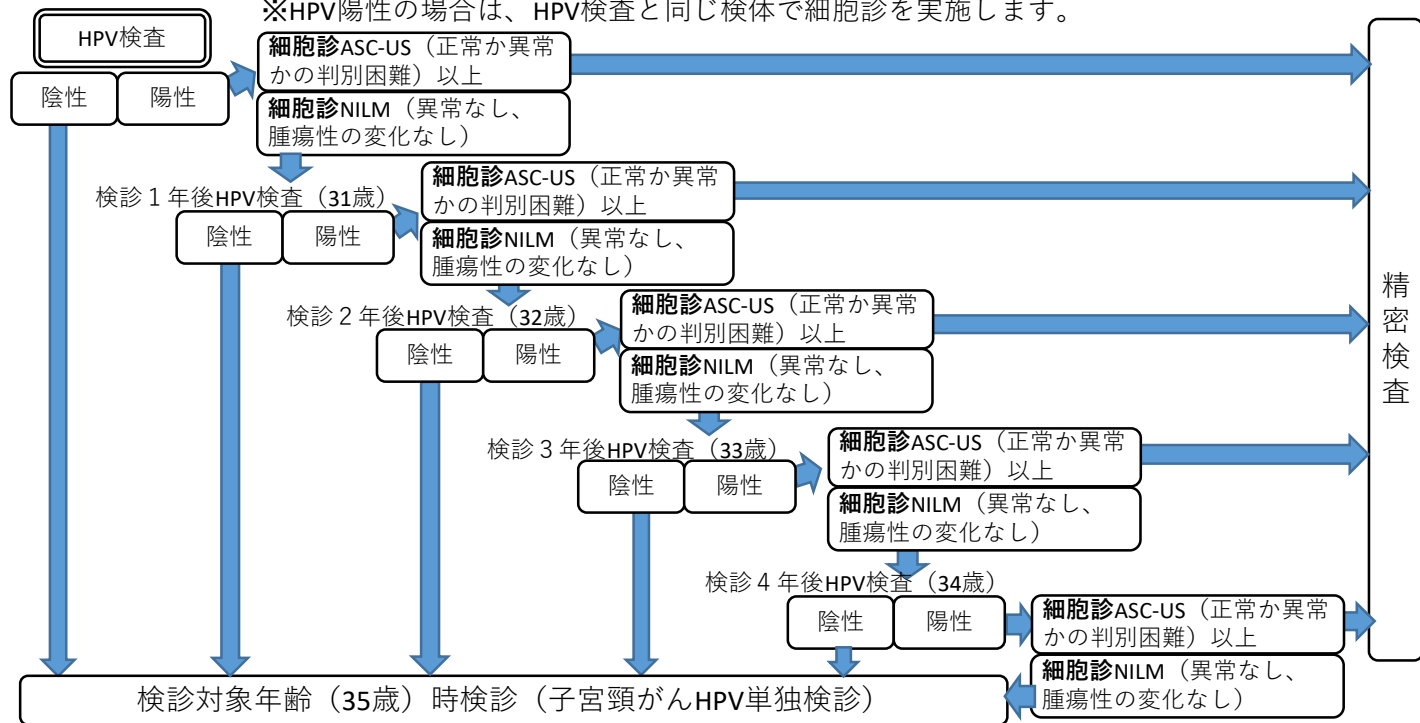 ※HPV陽性の場合は、HPV検査と同じ検体で細胞診を実施します。
HPV検査
陰性
陽性
細胞診ASC-US（正常か異常
かの判別困難）以上
細胞診NILM（異常なし、
腫瘍性の変化なし）
検診１年後HPV検査（31歳）
陰性
陽性
細胞診ASC-US（正常か異常
かの判別困難）以上
細胞診NILM（異常なし、
腫瘍性の変化なし）
検診２年後HPV検査（32歳）
陰性
陽性
細胞診ASC-US（正常か異常
かの判別困難）以上
細胞診NILM（異常なし、
腫瘍性の変化なし）
検診３年後HPV検査（33歳）
陰性
陽性
細胞診ASC-US（正常か異常
かの判別困難）以上
細胞診NILM（異常なし、
腫瘍性の変化なし）
検診４年後HPV検査（34歳）
陰性
陽性
細胞診ASC-US（正常か異常
かの判別困難）以上
細胞診NILM（異常なし、
腫瘍性の変化なし）
精密検査
検診対象年齢（35歳）時検診（子宮頸がんHPV単独検診）